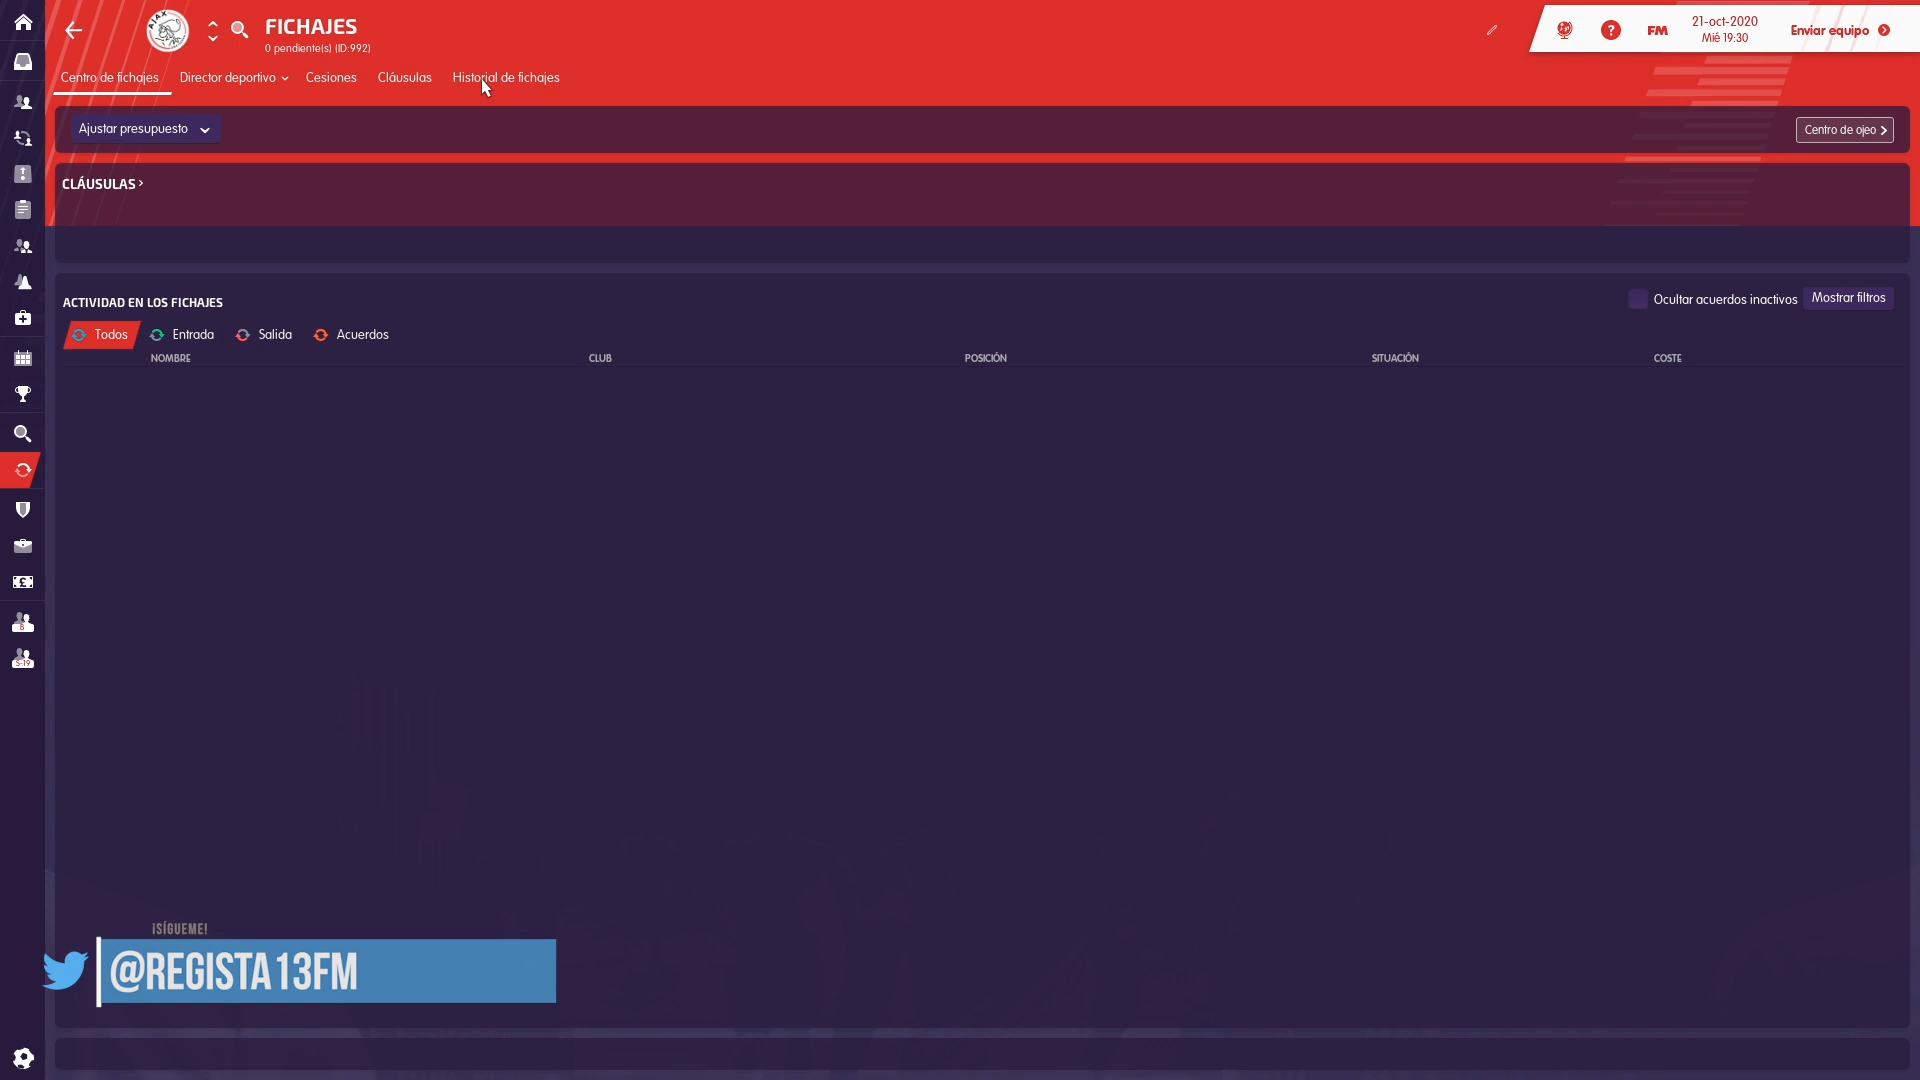 FICHAJES
0 pendiente(s) (ID:992)
FM
21-oct-2020
Mié 19:30
Enviar equipo
Centro de fichajes
Director deportivo
Cesiones
Cláusulas
Historial de fichajes
Ajustar presupuesto
Centro de ojeo
CLÁUSULAS
ACTIVIDAD EN LOS FICHAJES
Ocultar acuerdos inactivos
Mostrar filtros
Todos
Entrada
Salida
Acuerdos
NOMBRE
CLUB
POSICIÓN
SITUACIÓN
COSTE
AJAX
B
S-19
¡SÍGUEME!
@REGISTA13FM